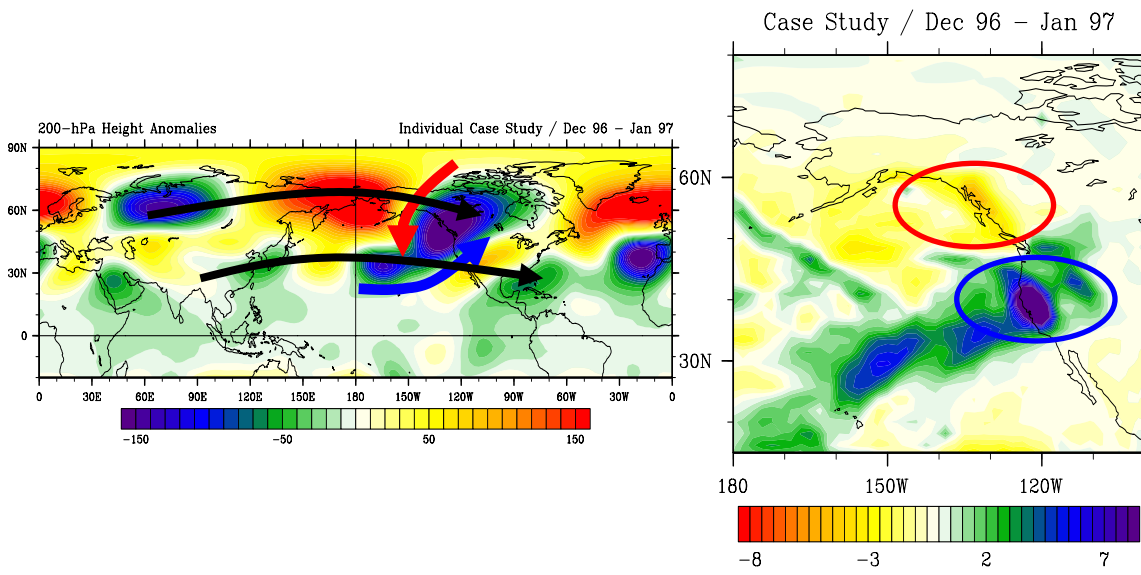 Case Study / Dec 96 - Jan 97
200-hPa Height Anomalies
Individual Case Study / Dec 96 - Jan 97
90N
60N
30N
0
0 30E 60E 90E 120E 150E 180 150W 120W 90W 60W 30W 0
-150 -50 50 150
60N
30N
180 150W 120W
-8 -3 2 7